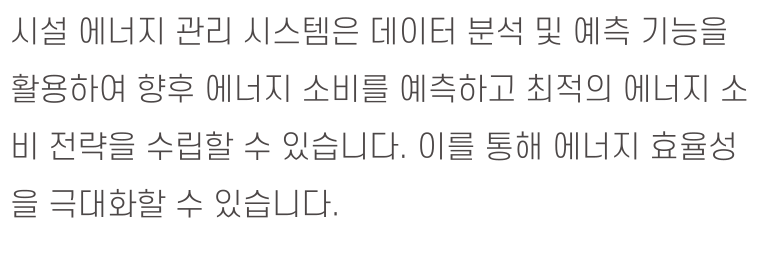 시설 에너지 관리 시스템은 데이터 분석 및 예측 기능을
활용하여 향후 에너지 소비를 예측하고 최적의 에너지 소
비 전략을 수립할 수 있습니다. 이를 통해 에너지 효율성
을 극대화할 수 있습니다.